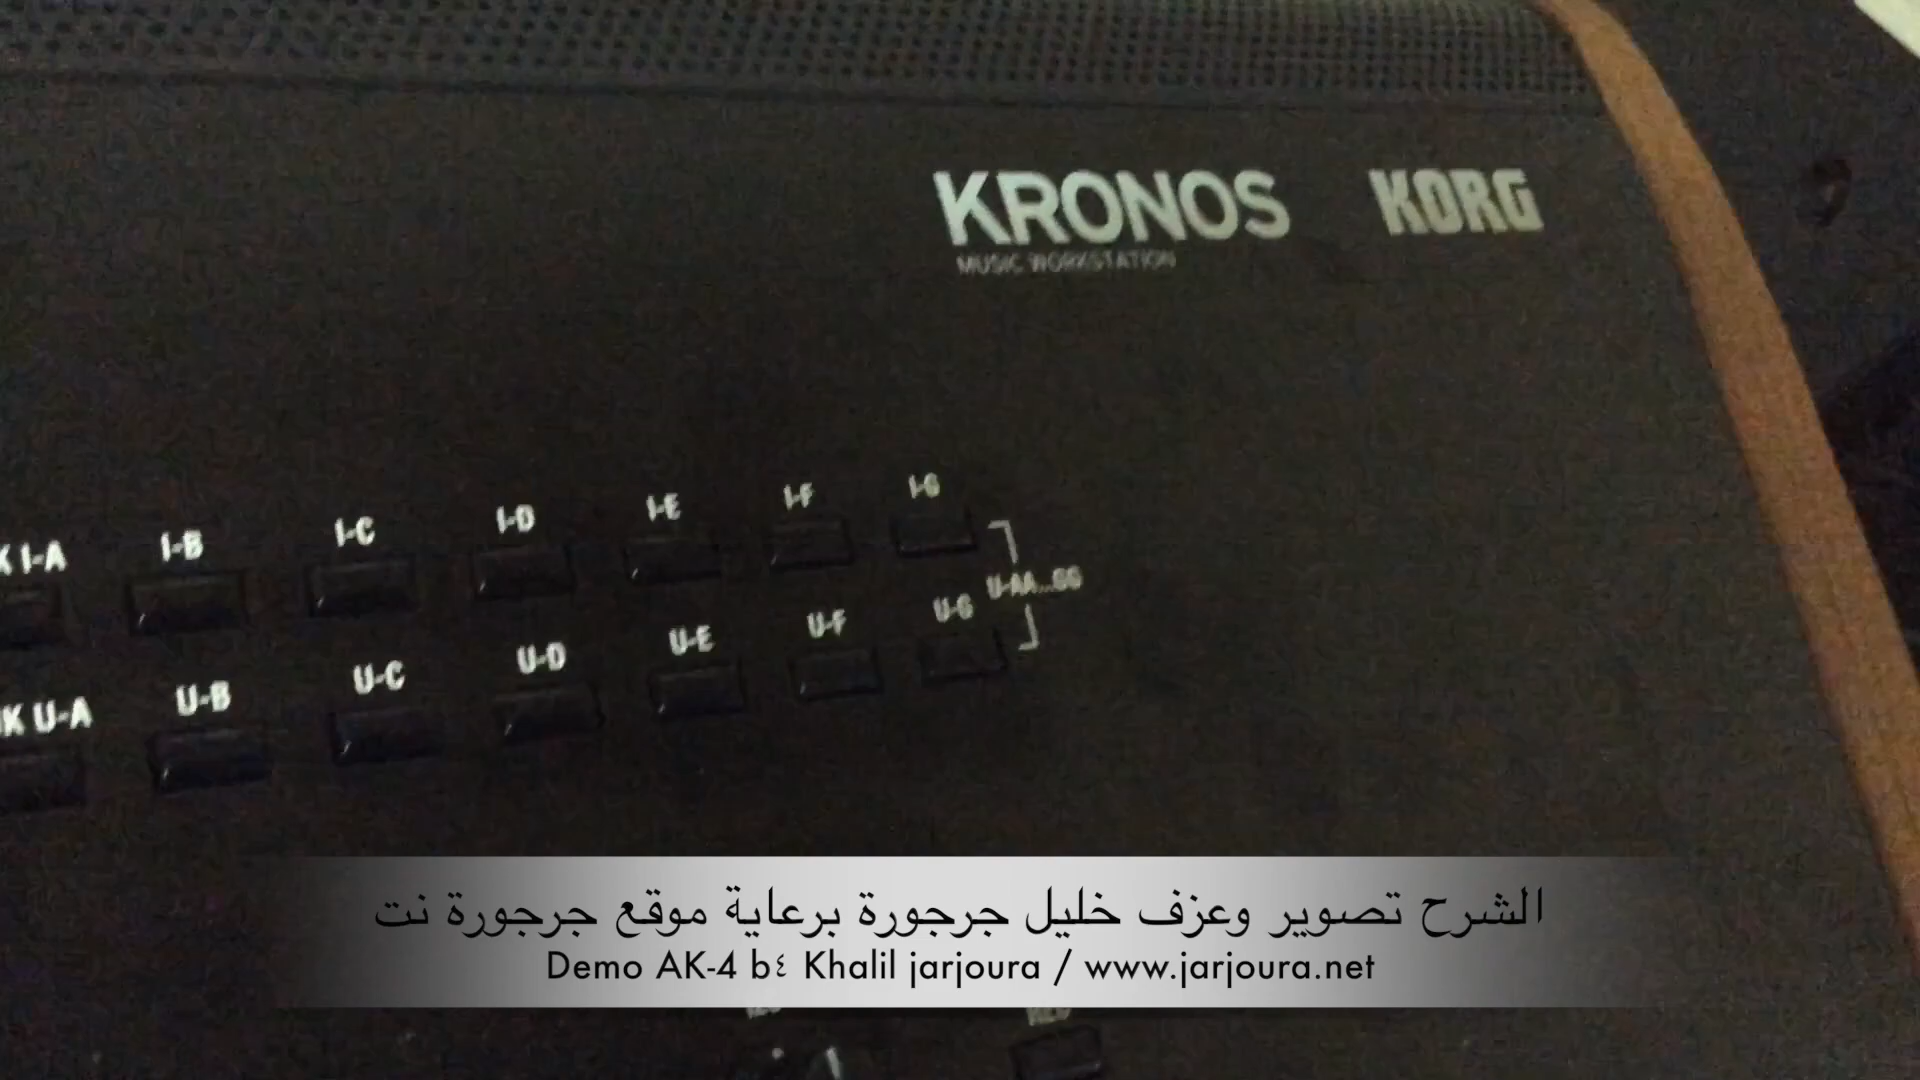 KRONOS KORG
MUSIC WORKSTATION
I-A I-B I-C I-D I-E I-F I-G
U-AA...GG
U-A U-B U-C U-D U-E U-F U-G
الشرح تصوير وعزف خليل جرجورة برعاية موقع جرجورة نت
Demo AK-4 b٤ Khalil jarjoura / www.jarjoura.net